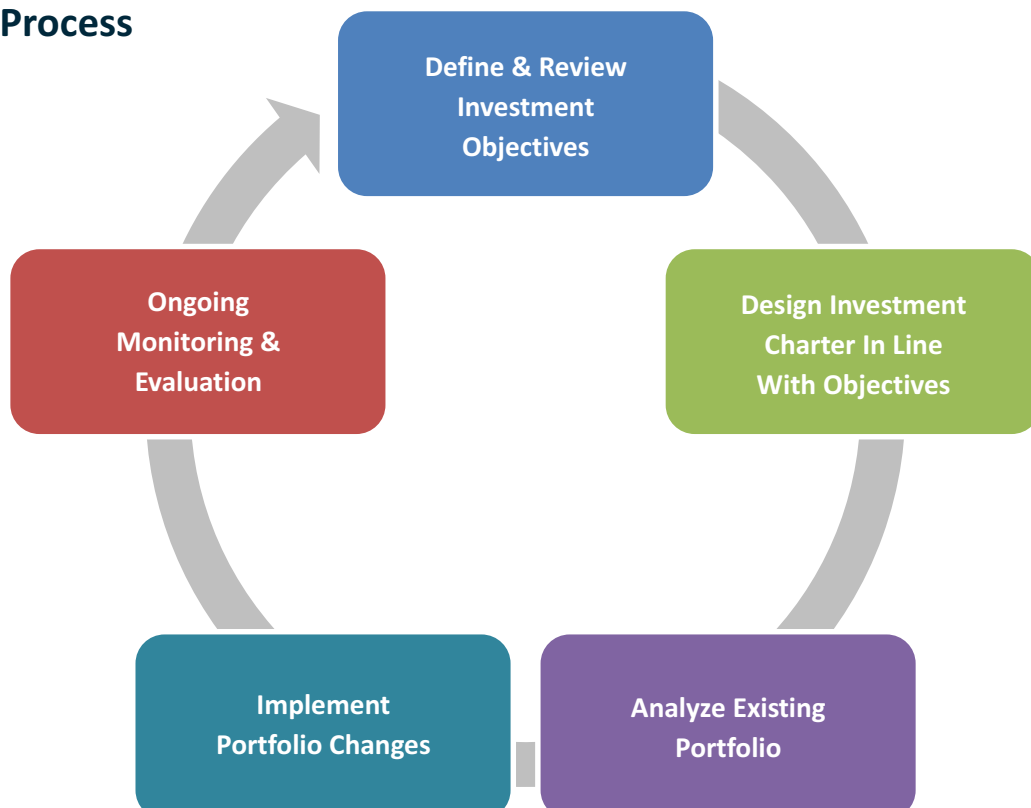 Process
Define & Review
Investment
Objectives
Design Investment
Charter In Line
With Objectives
Analyze Existing
Portfolio
Implement
Portfolio Changes
Ongoing
Monitoring &
Evaluation